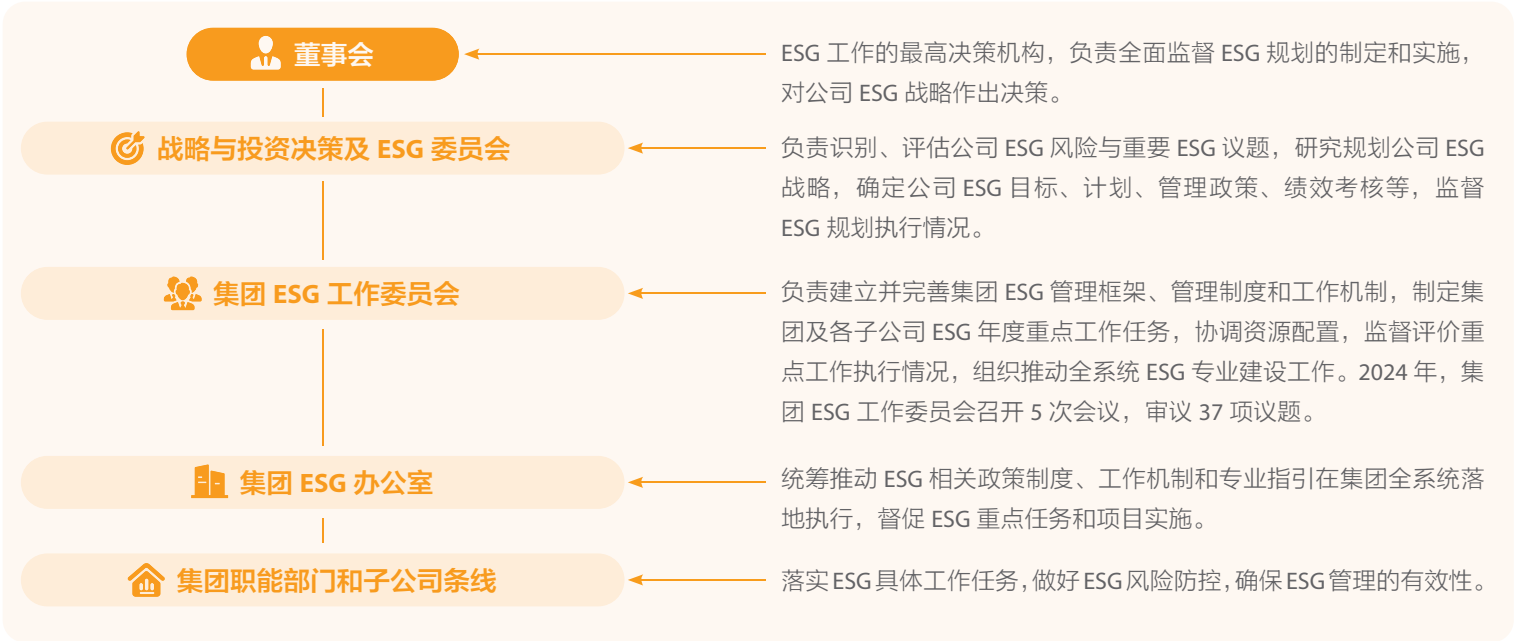 董事会
ESG 工作的最高决策机构，负责全面监督 ESG 规划的制定和实施，
对公司 ESG 战略作出决策。
战略与投资决策及 ESG 委员会
负责识别、评估公司 ESG 风险与重要 ESG 议题，研究规划公司 ESG
战略，确定公司 ESG 目标、计划、管理政策、绩效考核等，监督
ESG 规划执行情况。
集团 ESG 工作委员会
负责建立并完善集团 ESG 管理框架、管理制度和工作机制，制定集
团及各子公司 ESG 年度重点工作任务，协调资源配置，监督评价重
点工作执行情况，组织推动全系统 ESG 专业建设工作。2024 年，集
团 ESG 工作委员会召开 5 次会议，审议 37 项议题。
集团 ESG 办公室
统筹推动 ESG 相关政策制度、工作机制和专业指引在集团全系统落
地执行，督促 ESG 重点任务和项目实施。
集团职能部门和子公司条线
落实 ESG 具体工作任务，做好 ESG 风险防控，确保 ESG 管理的有效性。